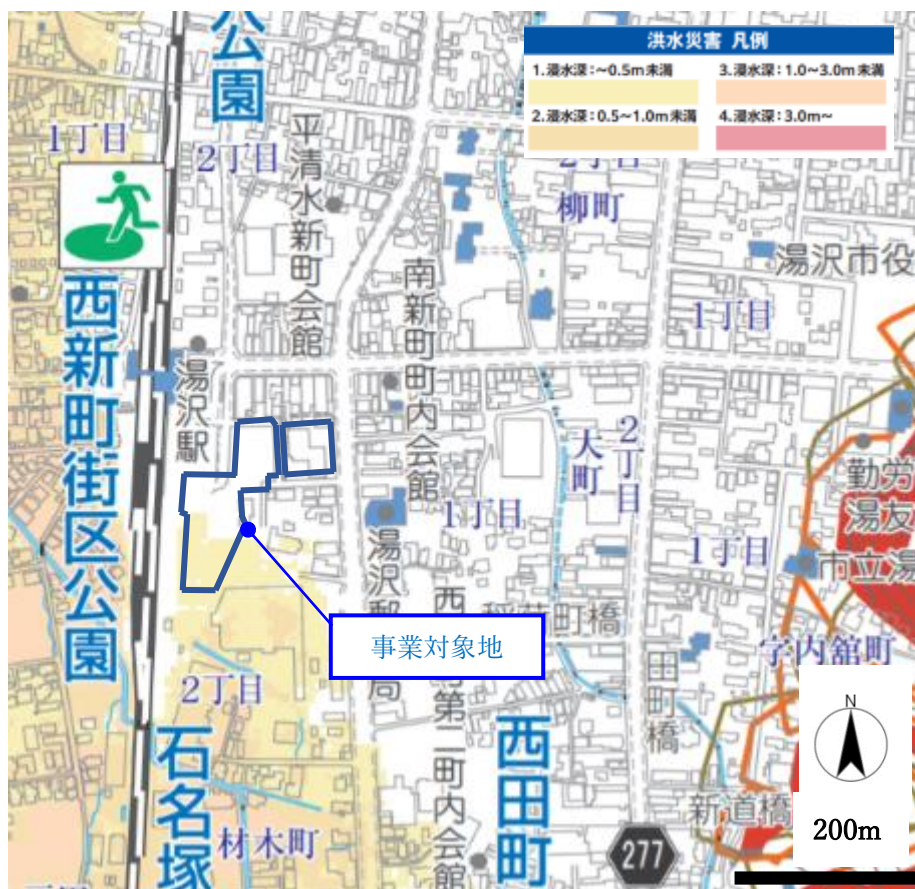 洪水災害 凡例
1.浸水深:~0.5m未満
3.浸水深:1.0~3.0m未満
2.浸水深:0.5~1.0m未満
4.浸水深:3.0m~
公園
1丁目
2丁目
平清水新町会館
2丁目
柳町
湯沢市役
南新町町内会館
1丁目
西新町街区公園
湯沢駅
大町
2丁目
勤労
湯友
1丁目
湯沢郵
局
1丁目
市立湯
事業対象地
稲荷町橋
字内舘町
西
町第二町内会館
田町橋
2丁目
石名塚
西田町
材木町
新道橋
277
N
200m